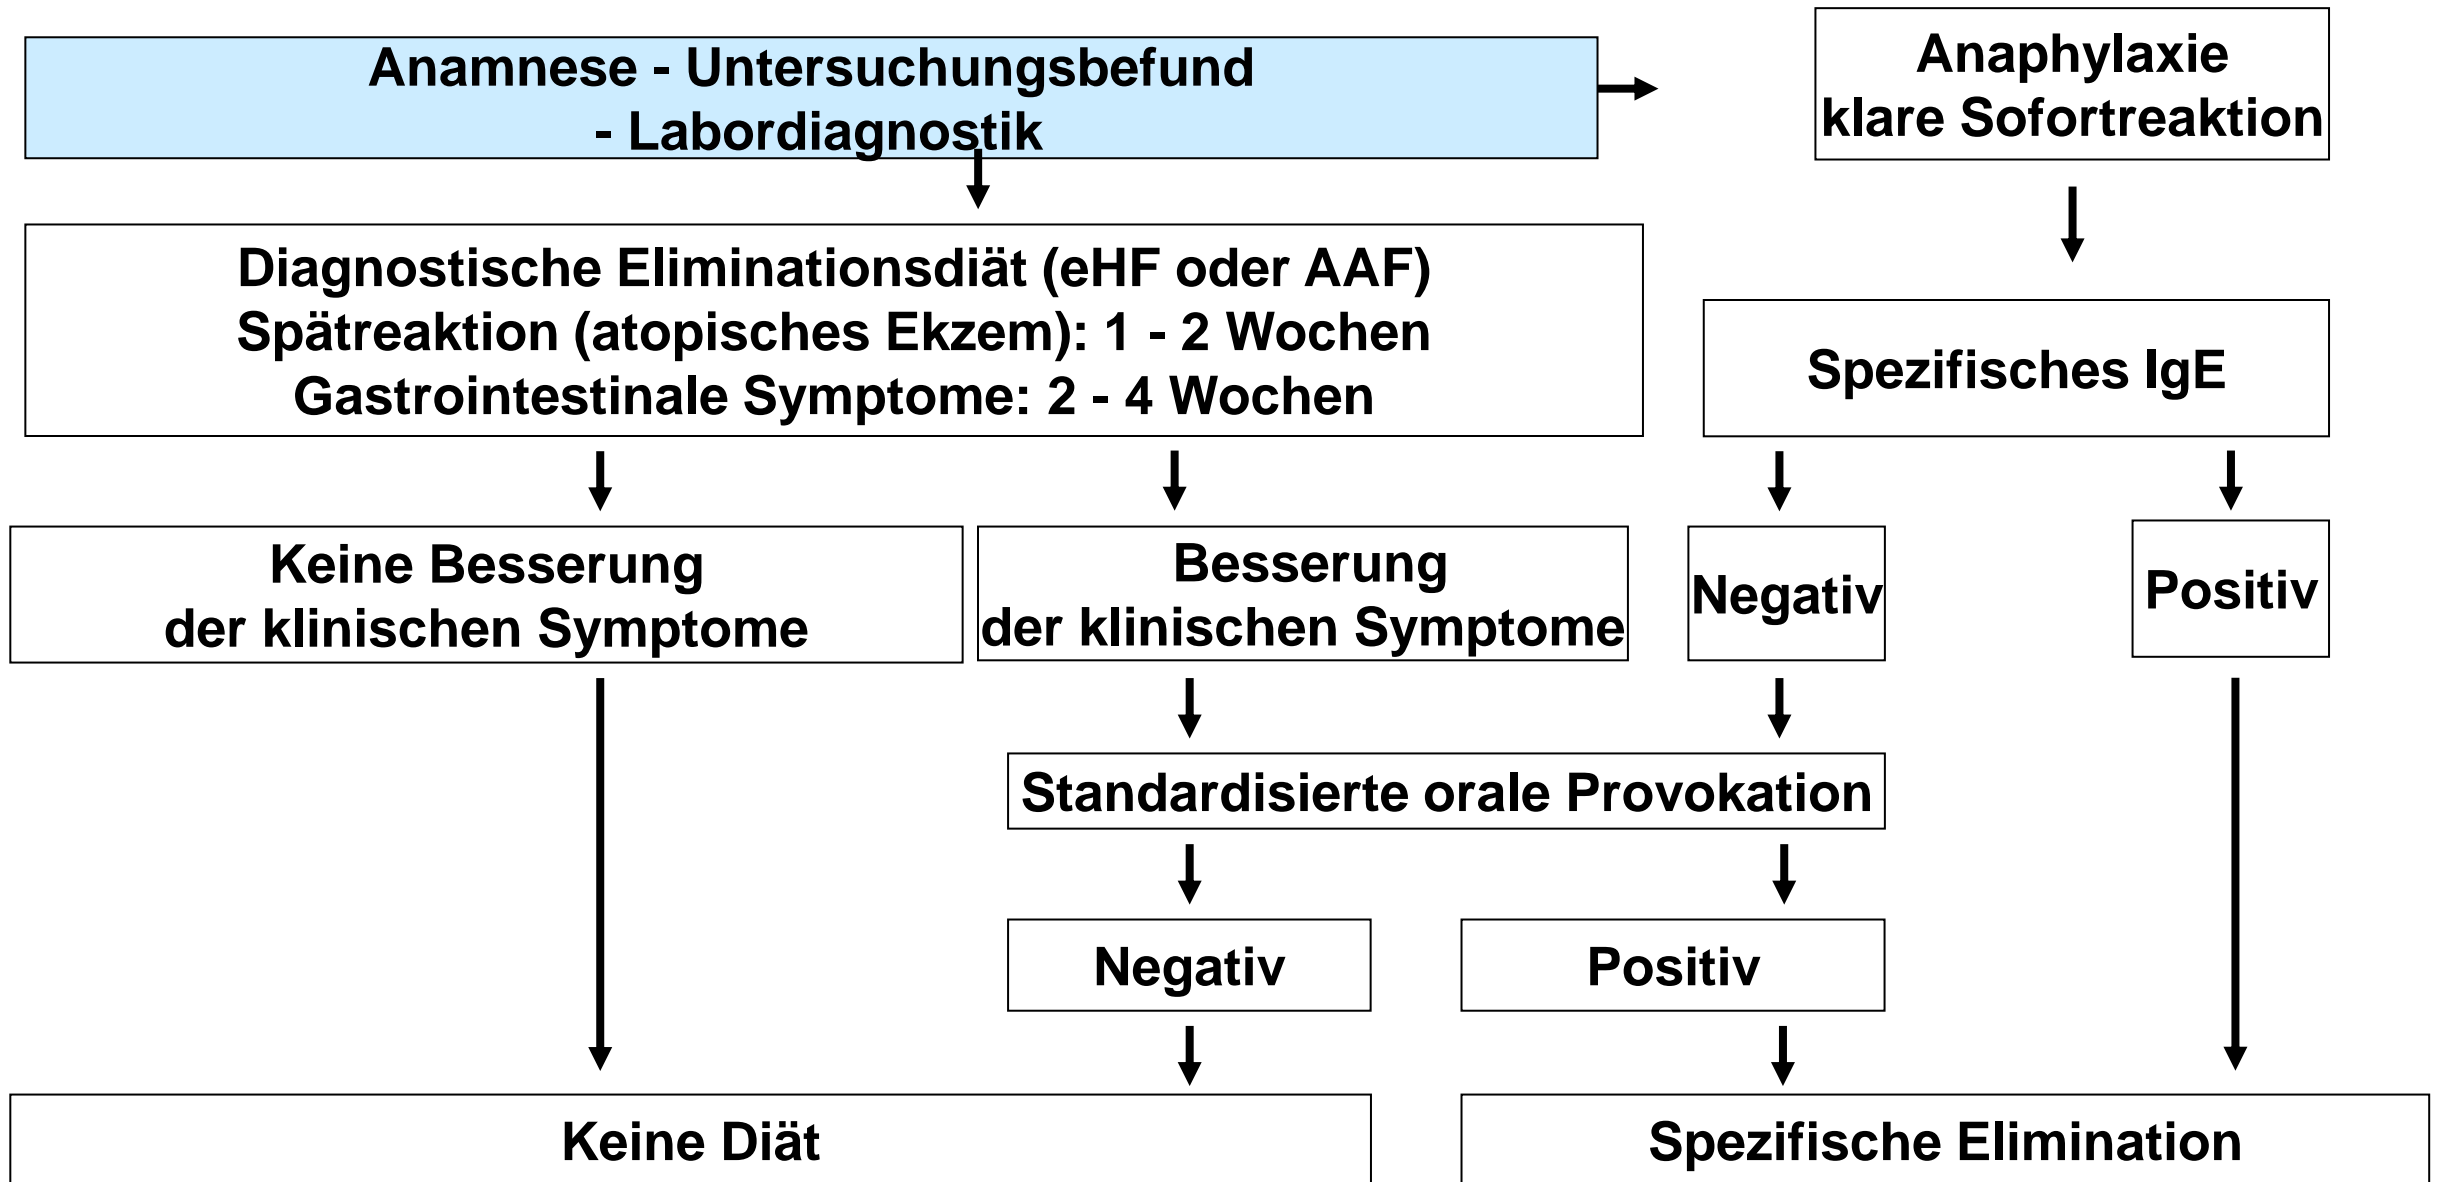 Anamnese - Untersuchungsbefund
- Labordiagnostik
Anaphylaxie
klare Sofortreaktion
Diagnostische Eliminationsdiät (eHF oder AAF)
Spätreaktion (atopisches Ekzem): 1 - 2 Wochen
Gastrointestinale Symptome: 2 - 4 Wochen
Spezifisches IgE
Keine Besserung
der klinischen Symptome
Besserung
der klinischen Symptome
Negativ
Positiv
Standardisierte orale Provokation
Negativ
Positiv
Keine Diät
Spezifische Elimination